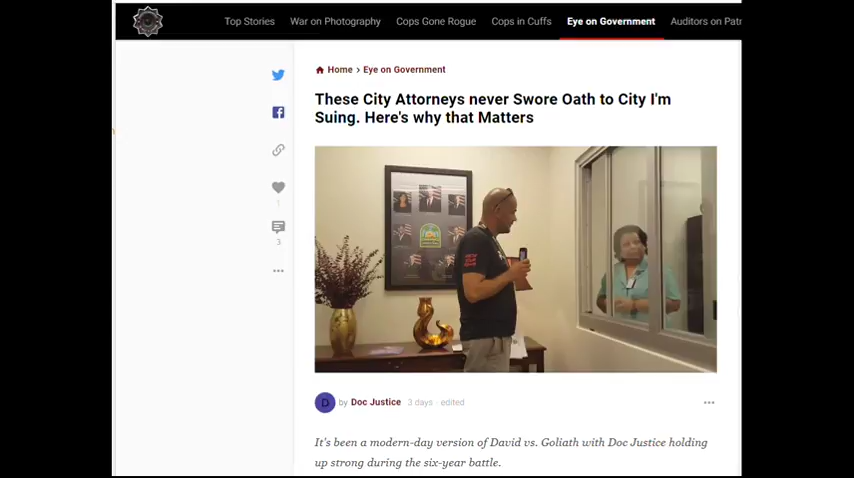 Top Stories War on Photography Cops Gone Rogue Cops in Cuffs Eye on Government Auditors on Patr
Home > Eye on Government
These City Attorneys never Swore Oath to City I'm
Suing. Here's why that Matters
1
3
D by Doc Justice 3 days · edited
It's been a modern-day version of David vs. Goliath with Doc Justice holding
up strong during the six-year battle.